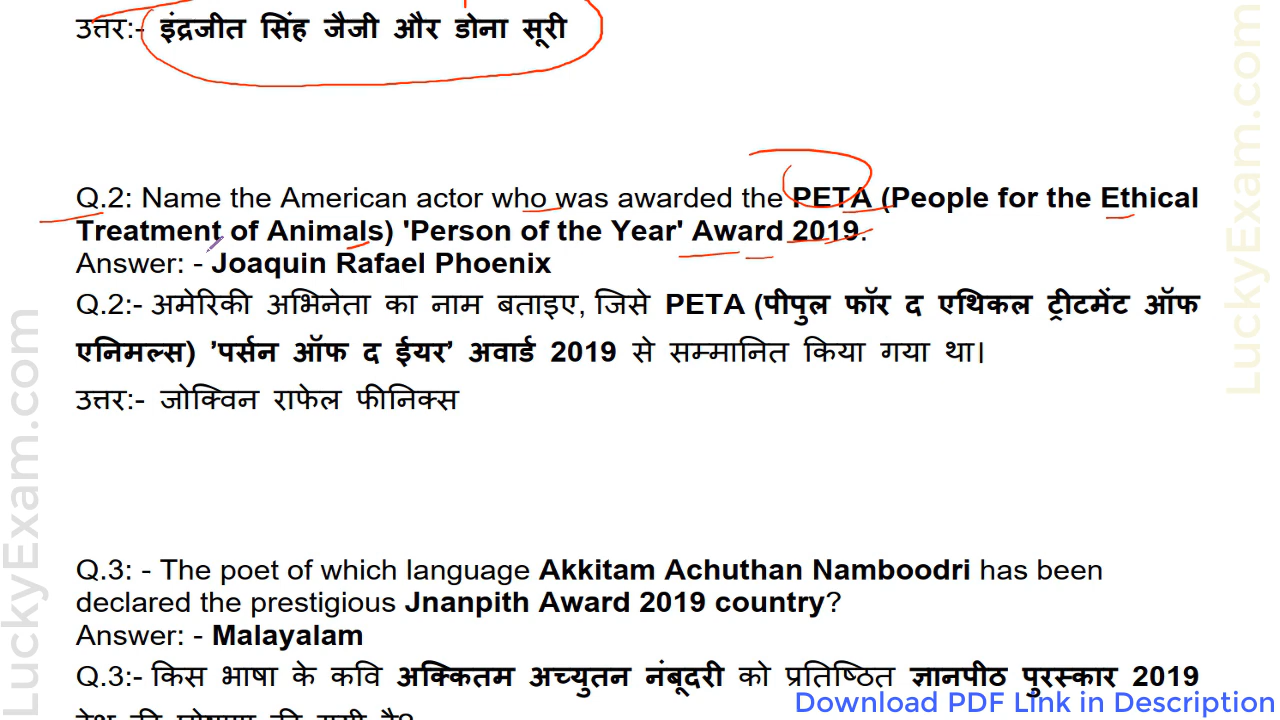 उत्तर:- इंद्रजीत सिंह जैजी और डोना सूरी
Q.2: Name the American actor who was awarded the PETA (People for the Ethical
Treatment of Animals) 'Person of the Year' Award 2019.
Answer: - Joaquin Rafael Phoenix
Q.2:- अमेरिकी अभिनेता का नाम बताइए, जिसे PETA (पीपुल फॉर द एथिकल ट्रीटमेंट ऑफ
एनिमल्स) ’पर्सन ऑफ द ईयर’ अवार्ड 2019 से सम्मानित किया गया था।
उत्तर:- जोक्विन राफेल फीनिक्स
Q.3: - The poet of which language Akkitam Achuthan Namboodri has been
declared the prestigious Jnanpith Award 2019 country?
Answer: - Malayalam
Q.3:- किस भाषा के कवि अक्कितम अच्युतन नंबूदरी को प्रतिष्ठित ज्ञानपीठ पुरस्कार 2019
Download PDF Link in Description
LuckyExam.com
LuckyExam.com